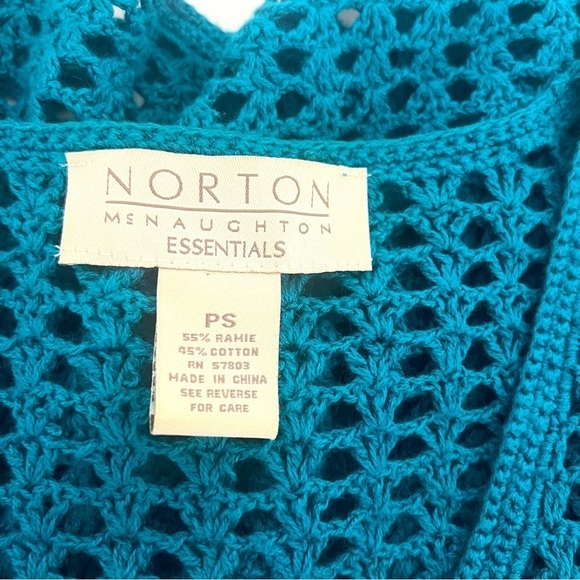 NORTON
McNAUGHTON
ESSENTIALS
PS
55% RAMIE
45% COTTON
RN 57803
MADE IN CHINA
SEE REVERSE
FOR CARE